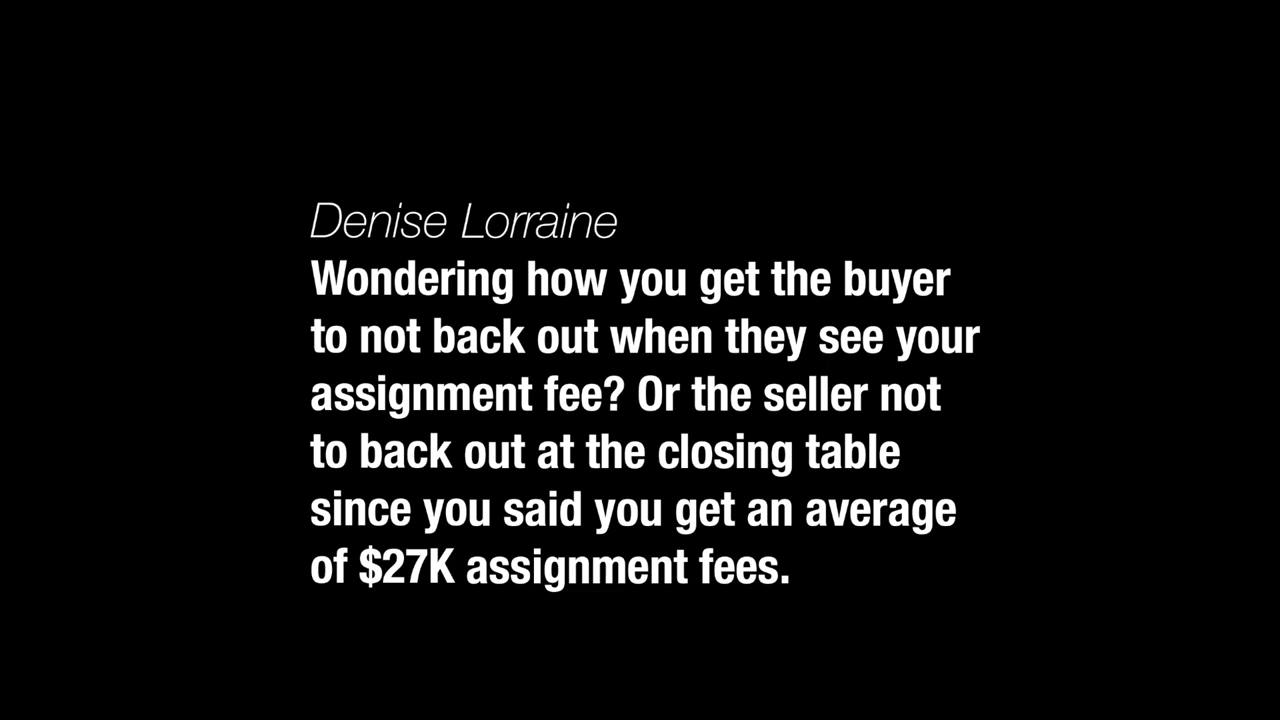 Denise Lorraine
Wondering how you get the buyer
to not back out when they see your
assignment fee? Or the seller not
to back out at the closing table
since you said you get an average
of $27K assignment fees.